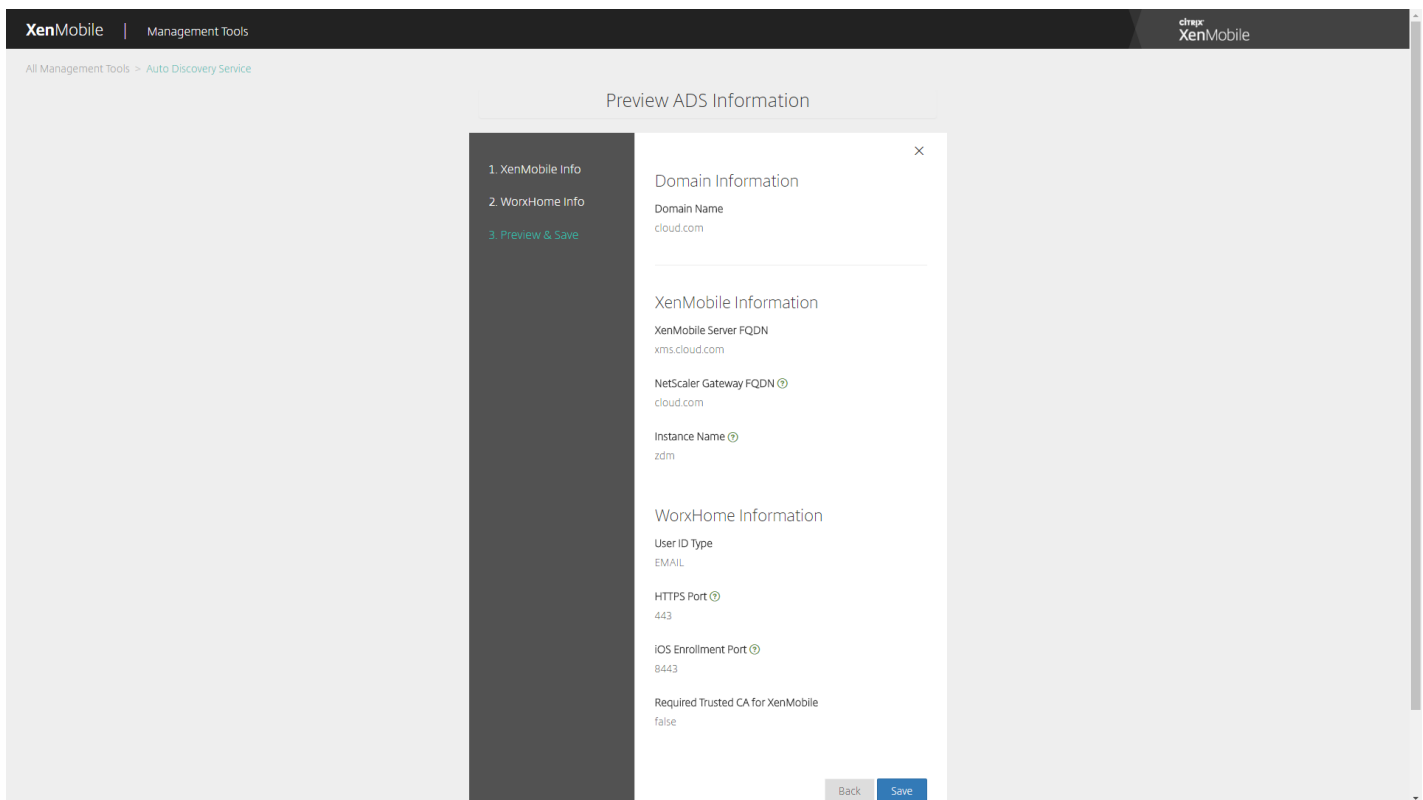 XenMobile | Management Tools
citrix
XenMobile
All Management Tools > Auto Discovery Service
Preview ADS Information
1. XenMobile Info
2. WorxHome Info
3. Preview & Save
Domain Information
Domain Name
cloud.com
XenMobile Information
XenMobile Server FQDN
xms.cloud.com
NetScaler Gateway FQDN ?
cloud.com
Instance Name ?
zdm
WorxHome Information
User ID Type
EMAIL
HTTPS Port ?
443
iOS Enrollment Port ?
8443
Required Trusted CA for XenMobile
false
Back Save